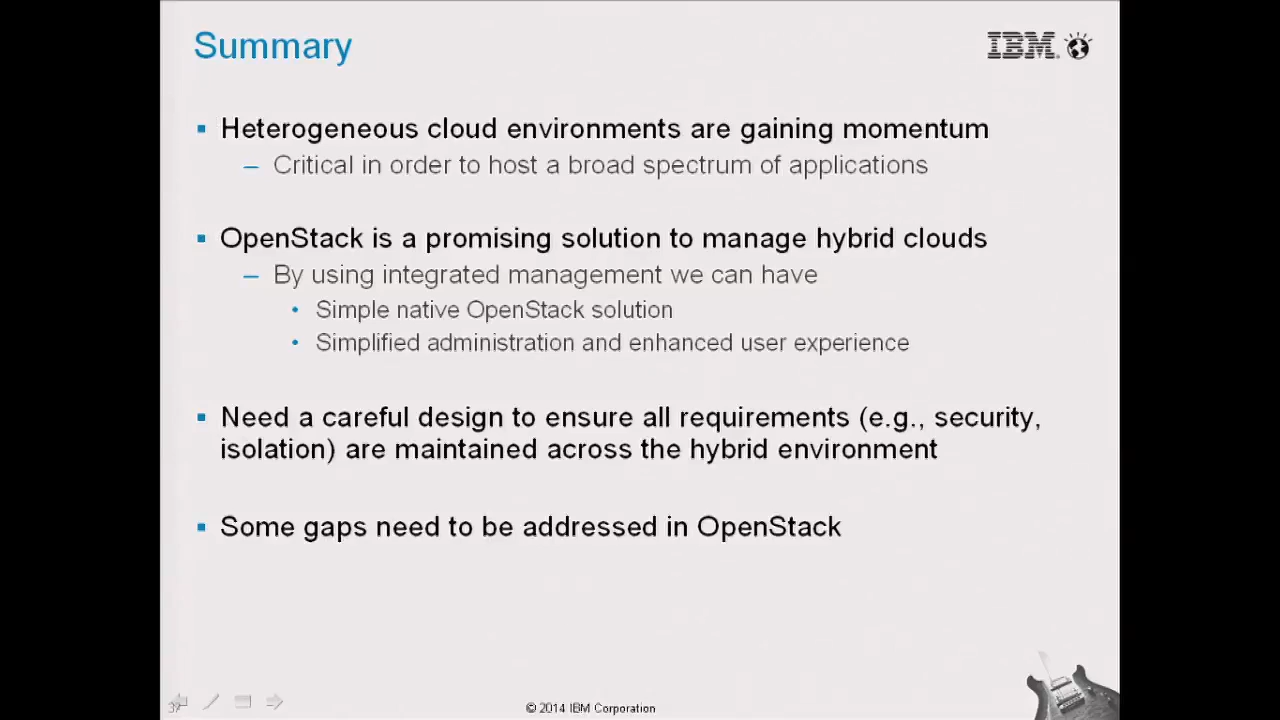 Summary
IBM
Heterogeneous cloud environments are gaining momentum
– Critical in order to host a broad spectrum of applications
OpenStack is a promising solution to manage hybrid clouds
– By using integrated management we can have
• Simple native OpenStack solution
• Simplified administration and enhanced user experience
Need a careful design to ensure all requirements (e.g., security,
isolation) are maintained across the hybrid environment
Some gaps need to be addressed in OpenStack
© 2014 IBM Corporation